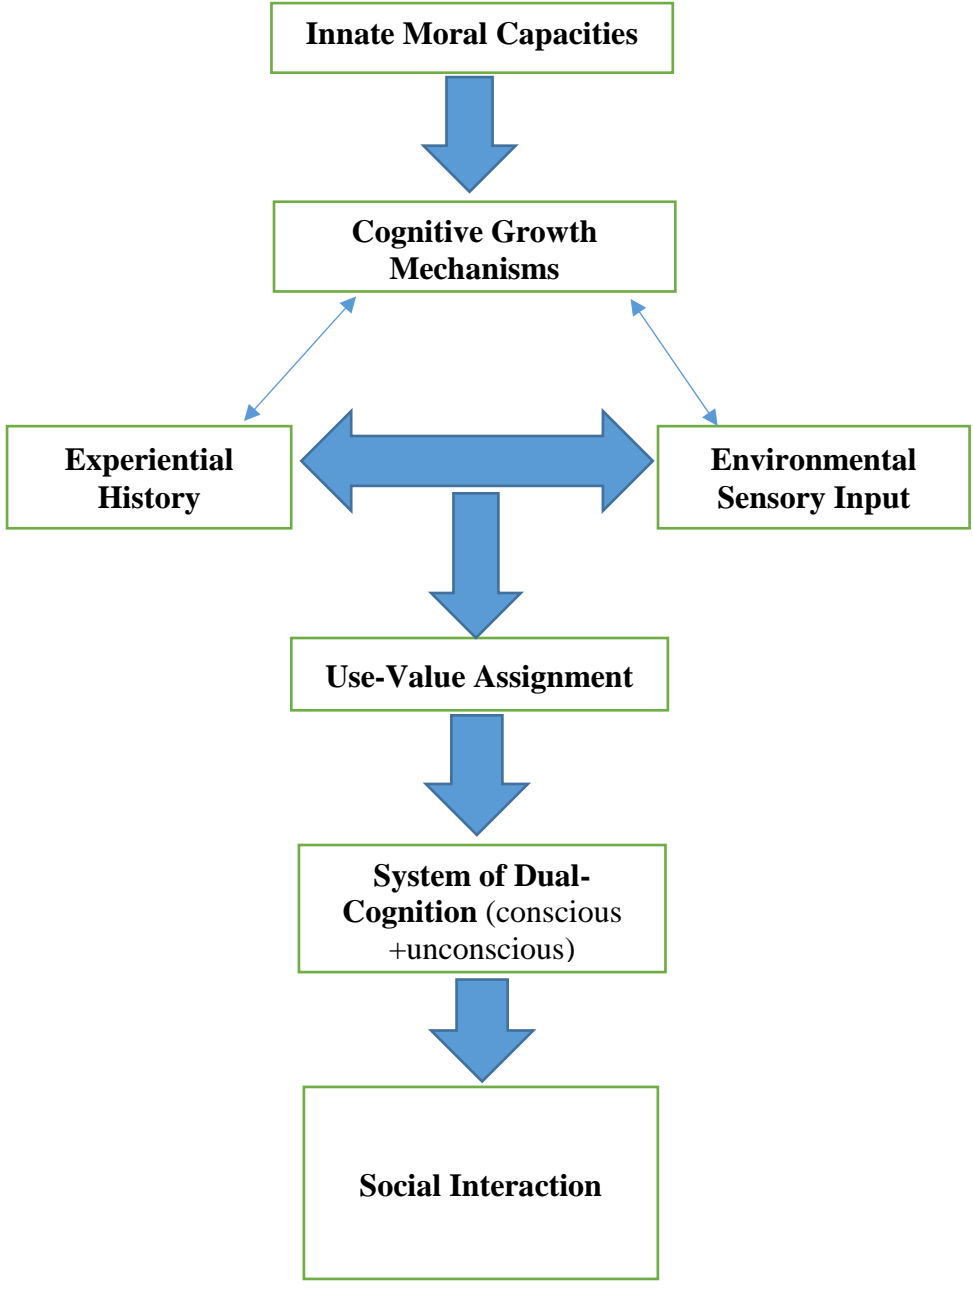 Innate Moral Capacities
Cognitive Growth
Mechanisms
Experiential
History
Environmental
Sensory Input
Use-Value Assignment
System of Dual-
Cognition (conscious
+unconscious)
Social Interaction